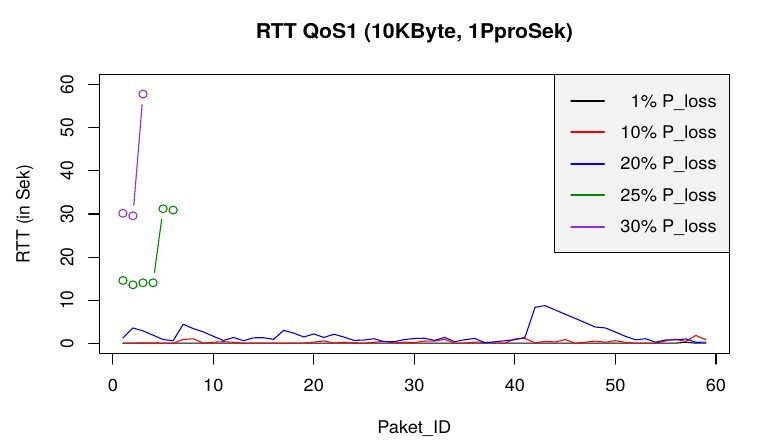 RTT QoS1 (10KByte, 1PproSek)
RTT (in Sek)
60
50
40
30
20
10
0
1% P_loss
10% P_loss
20% P_loss
25% P_loss
30% P_loss
0 10 20 30 40 50 60
Paket_ID